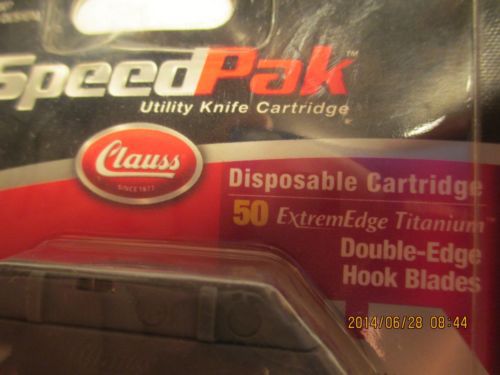 SpeedPak™
Utility Knife Cartridge
Clauss
SINCE 1877
Disposable Cartridge
50 ExtremEdge Titanium™
Double-Edge
Hook Blades
2014/06/28 08:44